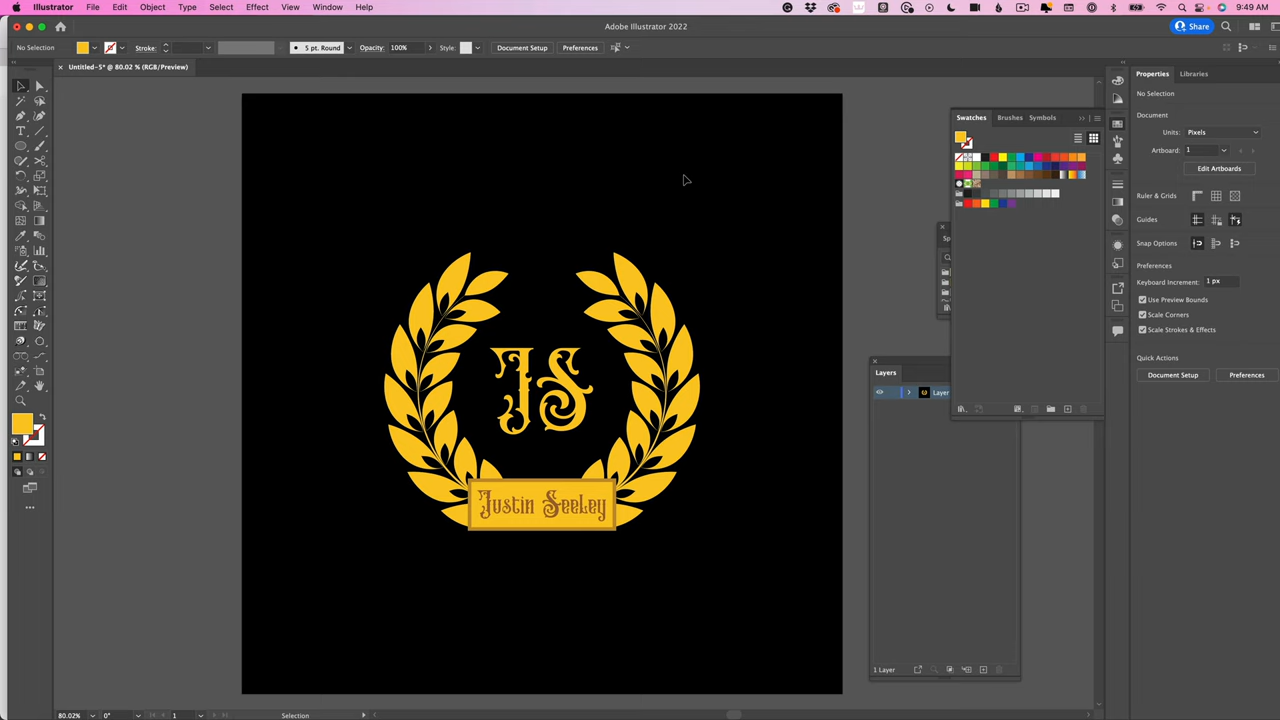 Illustrator File Edit Object Type Select Effect View Window Help
9:49 AM
Adobe Illustrator 2022
Share
No Selection
Stroke:
5 pt. Round
Opacity: 100%
Style:
Document Setup
Preferences
× Untitled-5* @ 80.02 % (RGB/Preview)
Properties
Libraries
No Selection
Document
Units: Pixels
Artboard: 1
Edit Artboards
Ruler & Grids
Guides
Snap Options
Preferences
Keyboard Increment: 1 px
Use Preview Bounds
Scale Corners
Scale Strokes & Effects
Quick Actions
Document Setup
Preferences
Swatches
Brushes
Symbols
Layers
Layer
1 Layer
JS
Justin Seeley
80.02%
0°
1
Selection